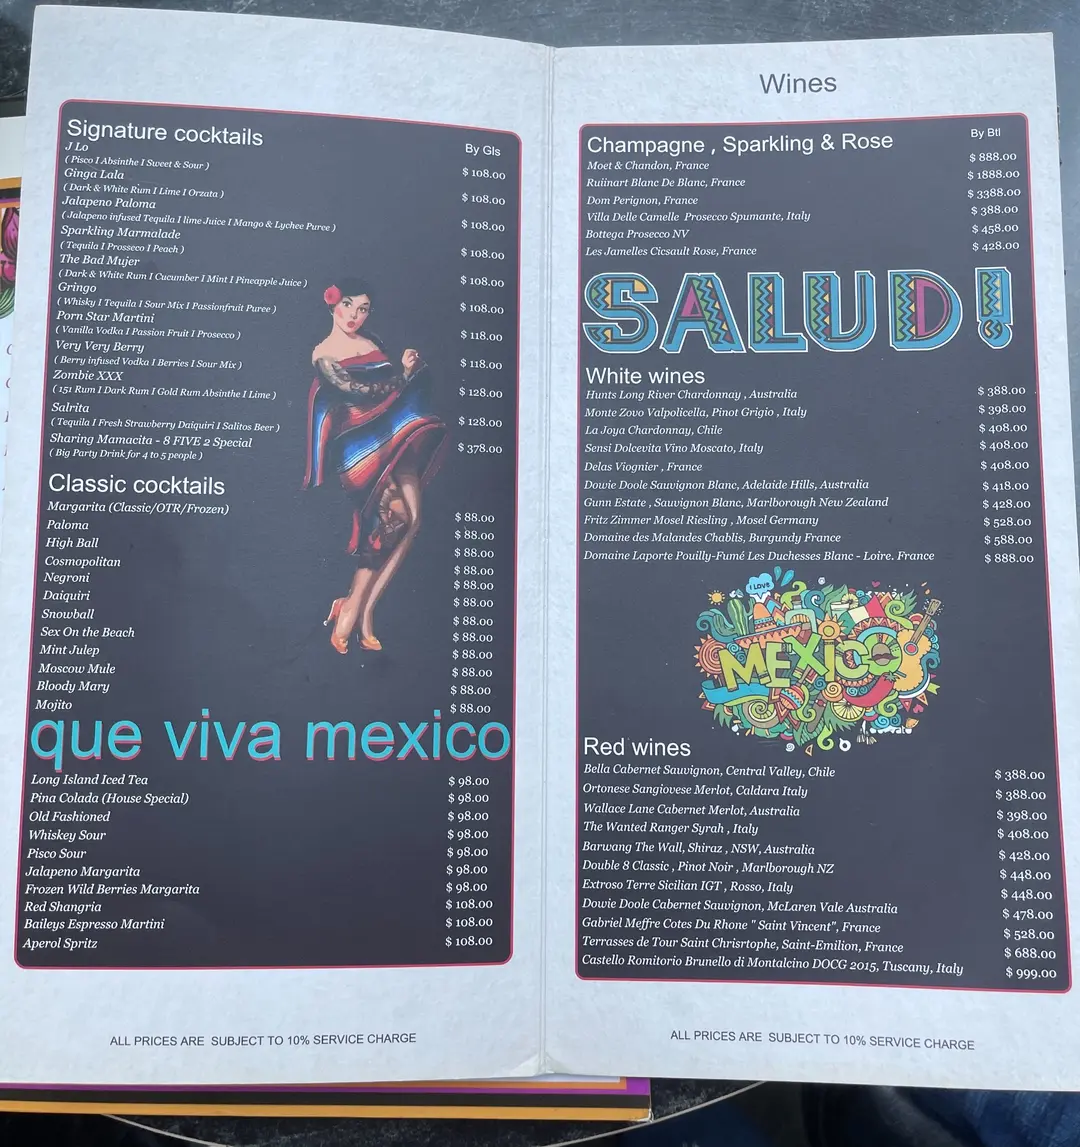 Signature cocktails
By Gls
J Lo
( Pisco I Absinthe I Sweet & Sour )
$ 108.00
Ginga Lala
( Dark & White Rum I Lime I Orzata )
$ 108.00
Jalapeno Paloma
( Jalapeno infused Tequila I lime Juice I Mango & Lychee Puree )
$ 108.00
Sparkling Marmalade
( Tequila I Prosseco I Peach )
$ 108.00
The Bad Mujer
( Dark & White Rum I Cucumber I Mint I Pineapple Juice )
$ 108.00
Gringo
( Whisky I Tequila I Sour Mix I Passionfruit Puree )
$ 108.00
Porn Star Martini
( Vanilla Vodka I Passion Fruit I Prosecco )
$ 118.00
Very Very Berry
( Berry infused Vodka I Berries I Sour Mix )
$ 118.00
Zombie XXX
( 151 Rum I Dark Rum I Gold Rum Absinthe I Lime )
$ 128.00
Salrita
( Tequila I Fresh Strawberry Daiquiri I Salitos Beer )
$ 128.00
Sharing Mamacita - 8 FIVE 2 Special
( Big Party Drink for 4 to 5 people )
$ 378.00
Classic cocktails
Margarita (Classic/OTR/Frozen) $ 88.00
Paloma $ 88.00
High Ball $ 88.00
Cosmopolitan $ 88.00
Negroni $ 88.00
Daiquiri $ 88.00
Snowball $ 88.00
Sex On the Beach $ 88.00
Mint Julep $ 88.00
Moscow Mule $ 88.00
Bloody Mary $ 88.00
Mojito $ 88.00
que viva mexico
Long Island Iced Tea $ 98.00
Pina Colada (House Special) $ 98.00
Old Fashioned $ 98.00
Whiskey Sour $ 98.00
Pisco Sour $ 98.00
Jalapeno Margarita $ 98.00
Frozen Wild Berries Margarita $ 98.00
Red Shangria $ 108.00
Baileys Espresso Martini $ 108.00
Aperol Spritz $ 108.00
ALL PRICES ARE SUBJECT TO 10% SERVICE CHARGE
Wines
Champagne , Sparkling & Rose
By Btl
Moet & Chandon, France $ 888.00
Ruiinart Blanc De Blanc, France $ 1888.00
Dom Perignon, France $ 3388.00
Villa Delle Camelle Prosecco Spumante, Italy $ 388.00
Bottega Prosecco NV $ 458.00
Les Jamelles Cicsault Rose, France $ 428.00
SALUD!
White wines
Hunts Long River Chardonnay , Australia $ 388.00
Monte Zovo Valpolicella, Pinot Grigio , Italy $ 398.00
La Joya Chardonnay, Chile $ 408.00
Sensi Dolcevita Vino Moscato, Italy $ 408.00
Delas Viognier , France $ 408.00
Dowie Doole Sauvignon Blanc, Adelaide Hills, Australia $ 418.00
Gunn Estate , Sauvignon Blanc, Marlborough New Zealand $ 428.00
Fritz Zimmer Mosel Riesling , Mosel Germany $ 528.00
Domaine des Malandes Chablis, Burgundy France $ 588.00
Domaine Laporte Pouilly-Fumé Les Duchesses Blanc - Loire. France $ 888.00
I Love
MEXICO
Red wines
Bella Cabernet Sauvignon, Central Valley, Chile $ 388.00
Ortonese Sangiovese Merlot, Caldara Italy $ 388.00
Wallace Lane Cabernet Merlot, Australia $ 398.00
The Wanted Ranger Syrah , Italy $ 408.00
Barwang The Wall, Shiraz , NSW, Australia $ 428.00
Double 8 Classic , Pinot Noir , Marlborough NZ $ 448.00
Extroso Terre Sicilian IGT , Rosso, Italy $ 448.00
Dowie Doole Cabernet Sauvignon, McLaren Vale Australia $ 478.00
Gabriel Meffre Cotes Du Rhone " Saint Vincent", France $ 528.00
Terrasses de Tour Saint Chrisrtophe, Saint-Emilion, France $ 688.00
Castello Romitorio Brunello di Montalcino DOCG 2015, Tuscany, Italy $ 999.00
ALL PRICES ARE SUBJECT TO 10% SERVICE CHARGE